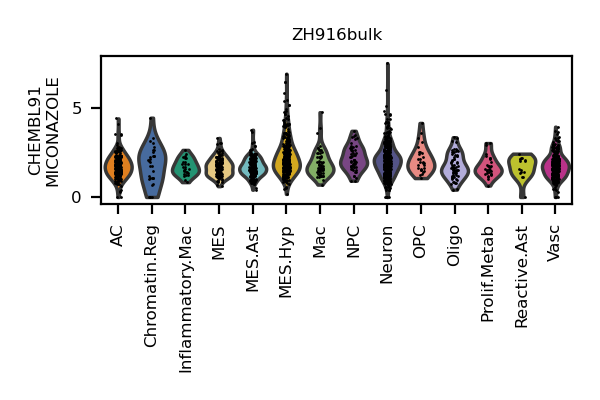 ZH916bulk
CHEMBL91
MICONAZOLE
5
0
AC
Chromatin.Reg
Inflammatory.Mac
MES
MES.Ast
MES.Hyp
Mac
NPC
Neuron
OPC
Oligo
Prolif.Metab
Reactive.Ast
Vasc